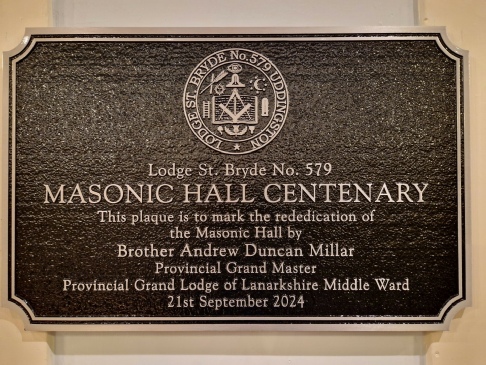 LODGE ST. BRYDE No. 579 UDDINGSTON
Lodge St. Bryde No. 579
MASONIC HALL CENTENARY
This plaque is to mark the rededication of
the Masonic Hall by
Brother Andrew Duncan Millar
Provincial Grand Master
Provincial Grand Lodge of Lanarkshire Middle Ward
21st September 2024